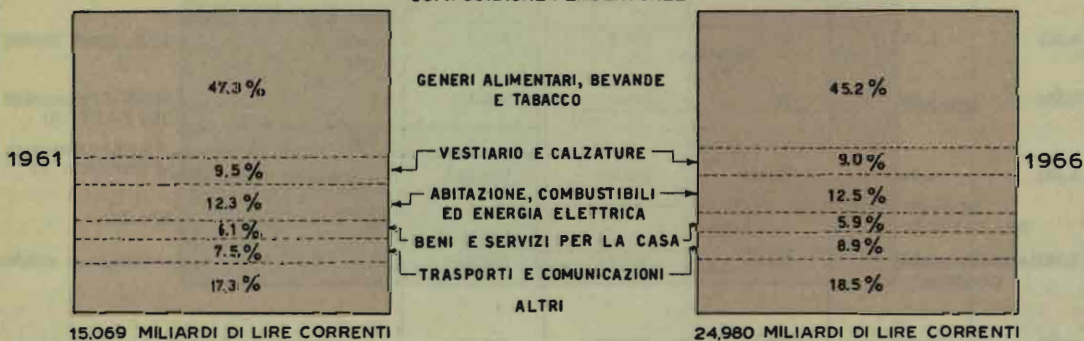 1961
47.3 %
9.5 %
12.3 %
6.1 %
7.5 %
17.3 %
15.069 MILIARDI DI LIRE CORRENTI
GENERI ALIMENTARI, BEVANDE
E TABACCO
VESTIARIO E CALZATURE
ABITAZIONE, COMBUSTIBILI
ED ENERGIA ELETTRICA
BENI E SERVIZI PER LA CASA
TRASPORTI E COMUNICAZIONI
ALTRI
45.2 %
9.0 %
12.5 %
5.9 %
8.9 %
18.5 %
1966
24,980 MILIARDI DI LIRE CORRENTI